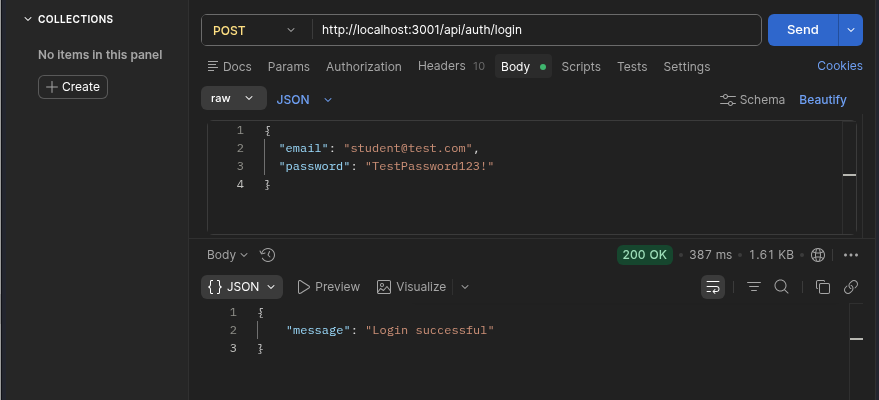 COLLECTIONS
No items in this panel
+ Create
POST http://localhost:3001/api/auth/login Send
Docs Params Authorization Headers 10 Body Scripts Tests Settings Cookies
raw JSON Schema Beautify
1 {
2 "email": "student@test.com",
3 "password": "TestPassword123!"
4 }
Body 200 OK • 387 ms • 1.61 KB •
{} JSON Preview Visualize
1 {
2 "message": "Login successful"
3 }